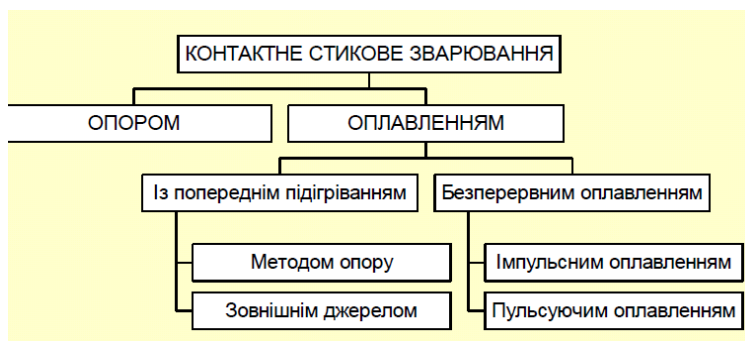 КОНТАКТНЕ СТИКОВЕ ЗВАРЮВАННЯ
ОПОРОМ
ОПЛАВЛЕННЯМ
Із попереднім підігріванням
Безперервним оплавленням
Методом опору
Імпульсним оплавленням
Зовнішнім джерелом
Пульсуючим оплавленням